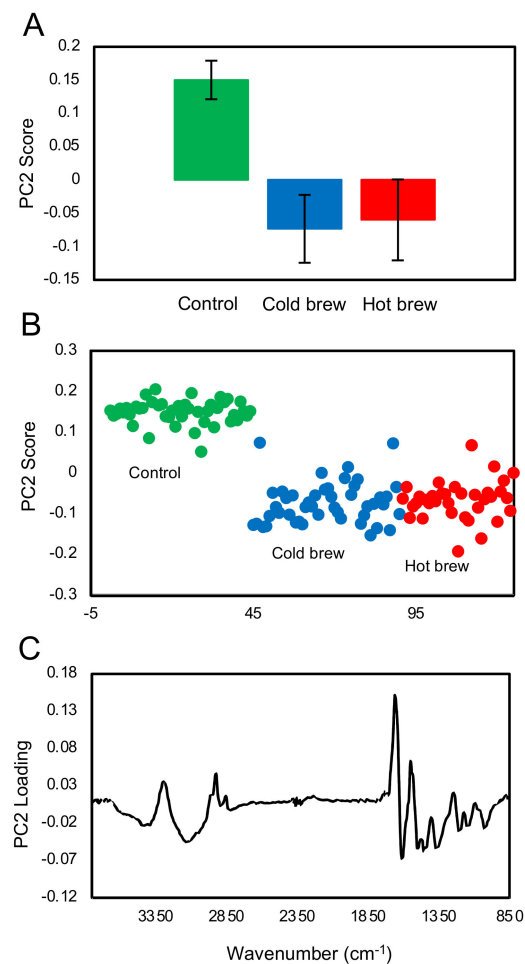 A
0.2
0.15
0.1
0.05
0
-0.05
-0.1
-0.15
PC2 Score
Control Cold brew Hot brew
B
0.3
0.2
0.1
0
-0.1
-0.2
-0.3
PC2 Score
Control
Cold brew
Hot brew
-5 45 95
C
0.18
0.13
0.08
0.03
-0.02
-0.07
-0.12
PC2 Loading
3350 2850 2350 1850 1350 850
Wavenumber (cm-1)